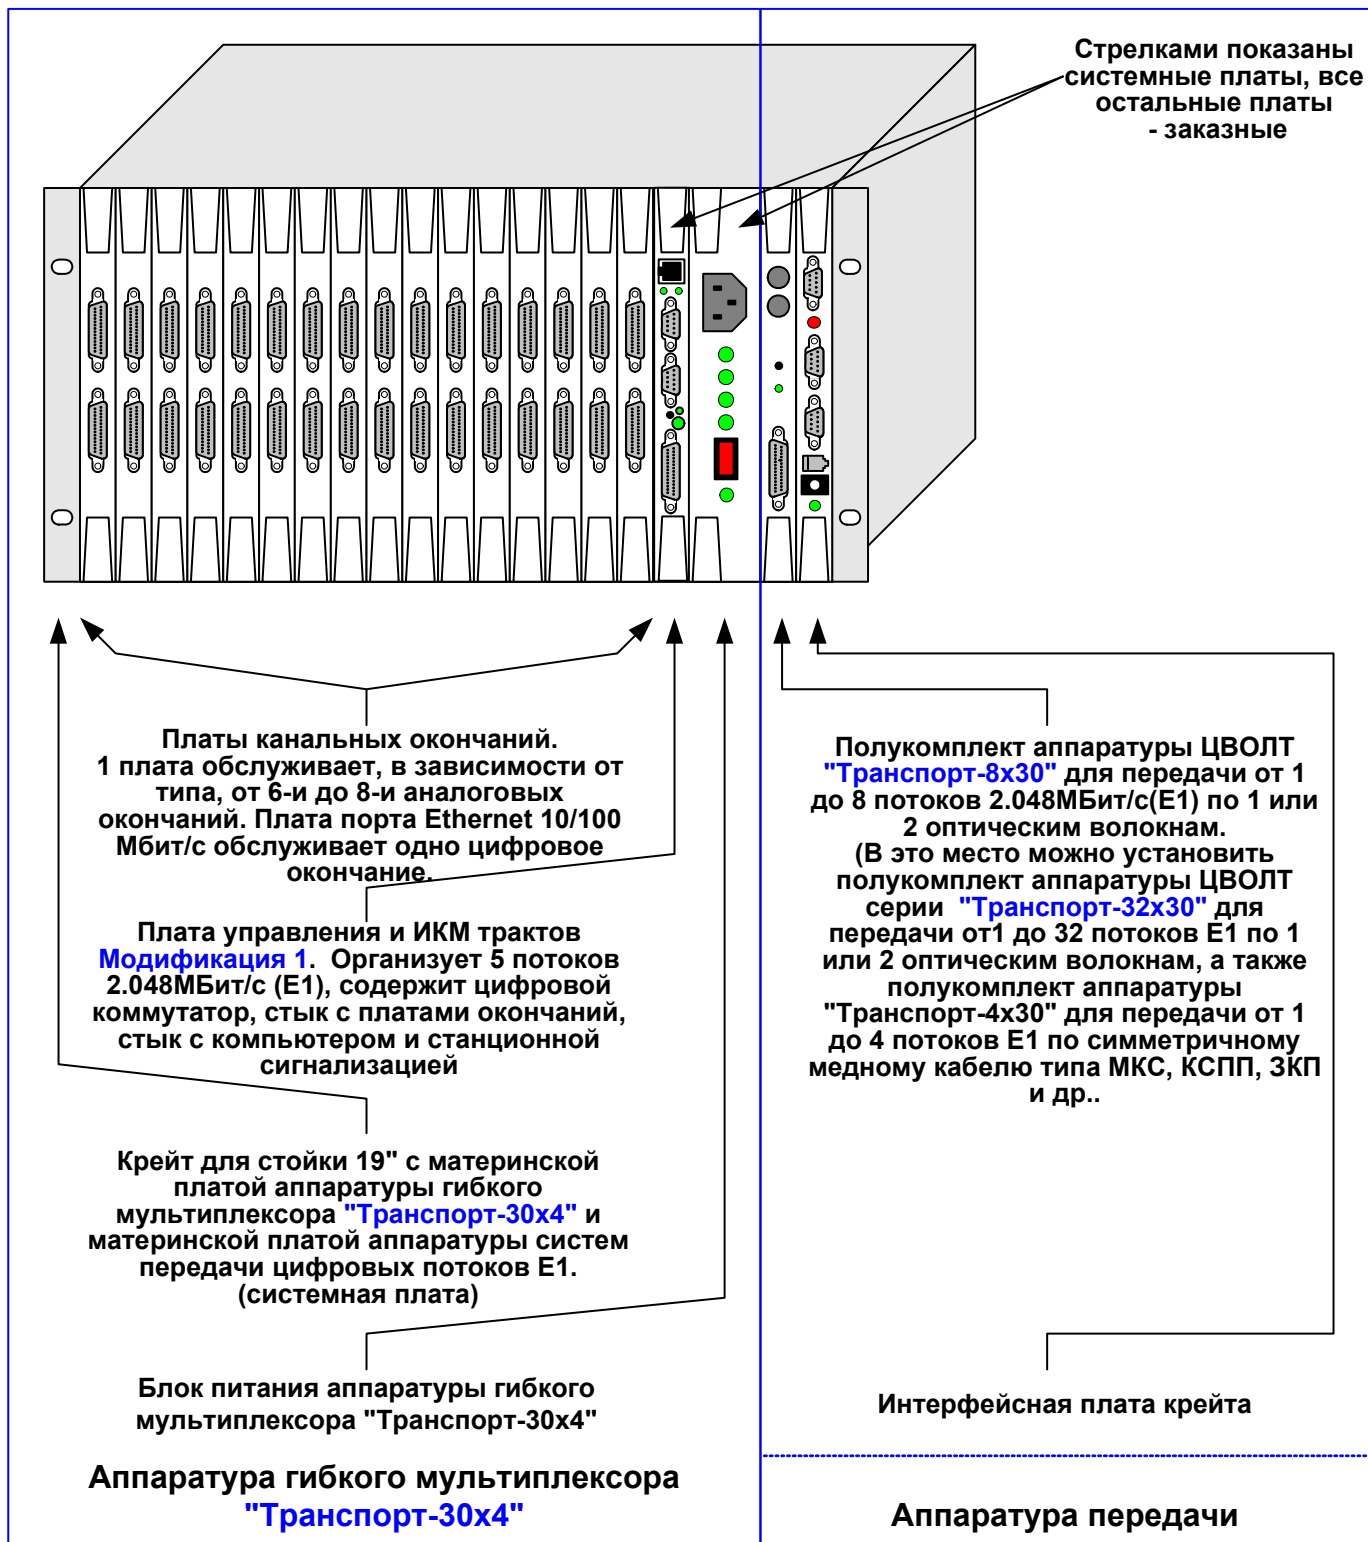 Стрелками показаны
системные платы, все
остальные платы
- заказные
Платы канальных окончаний.
1 плата обслуживает, в зависимости от
типа, от 6-и до 8-и аналоговых
окончаний. Плата порта Ethernet 10/100
Мбит/с обслуживает одно цифровое
окончание.
Плата управления и ИКМ трактов
Модификация 1.  Организует 5 потоков
2.048МБит/с (Е1), содержит цифровой
коммутатор, стык с платами окончаний,
стык с компьютером и станционной
сигнализацией
Крейт для стойки 19" с материнской
платой аппаратуры гибкого
мультиплексора "Транспорт-30х4" и
материнской платой аппаратуры систем
передачи цифровых потоков Е1.
(системная плата)
Блок питания аппаратуры гибкого
мультиплексора "Транспорт-30х4"
Аппаратура гибкого мультиплексора
"Транспорт-30х4"
Полукомплект аппаратуры ЦВОЛТ
"Транспорт-8х30" для передачи от 1
до 8 потоков 2.048МБит/с(Е1) по 1 или
2 оптическим волокнам.
(В это место можно установить
полукомплект аппаратуры ЦВОЛТ
серии  "Транспорт-32х30" для
передачи от1 до 32 потоков Е1 по 1
или 2 оптическим волокнам, а также
полукомплект аппаратуры
"Транспорт-4х30" для передачи от 1
до 4 потоков Е1 по симметричному
медному кабелю типа МКС, КСПП, ЗКП
и др..
Интерфейсная плата крейта
Аппаратура передачи